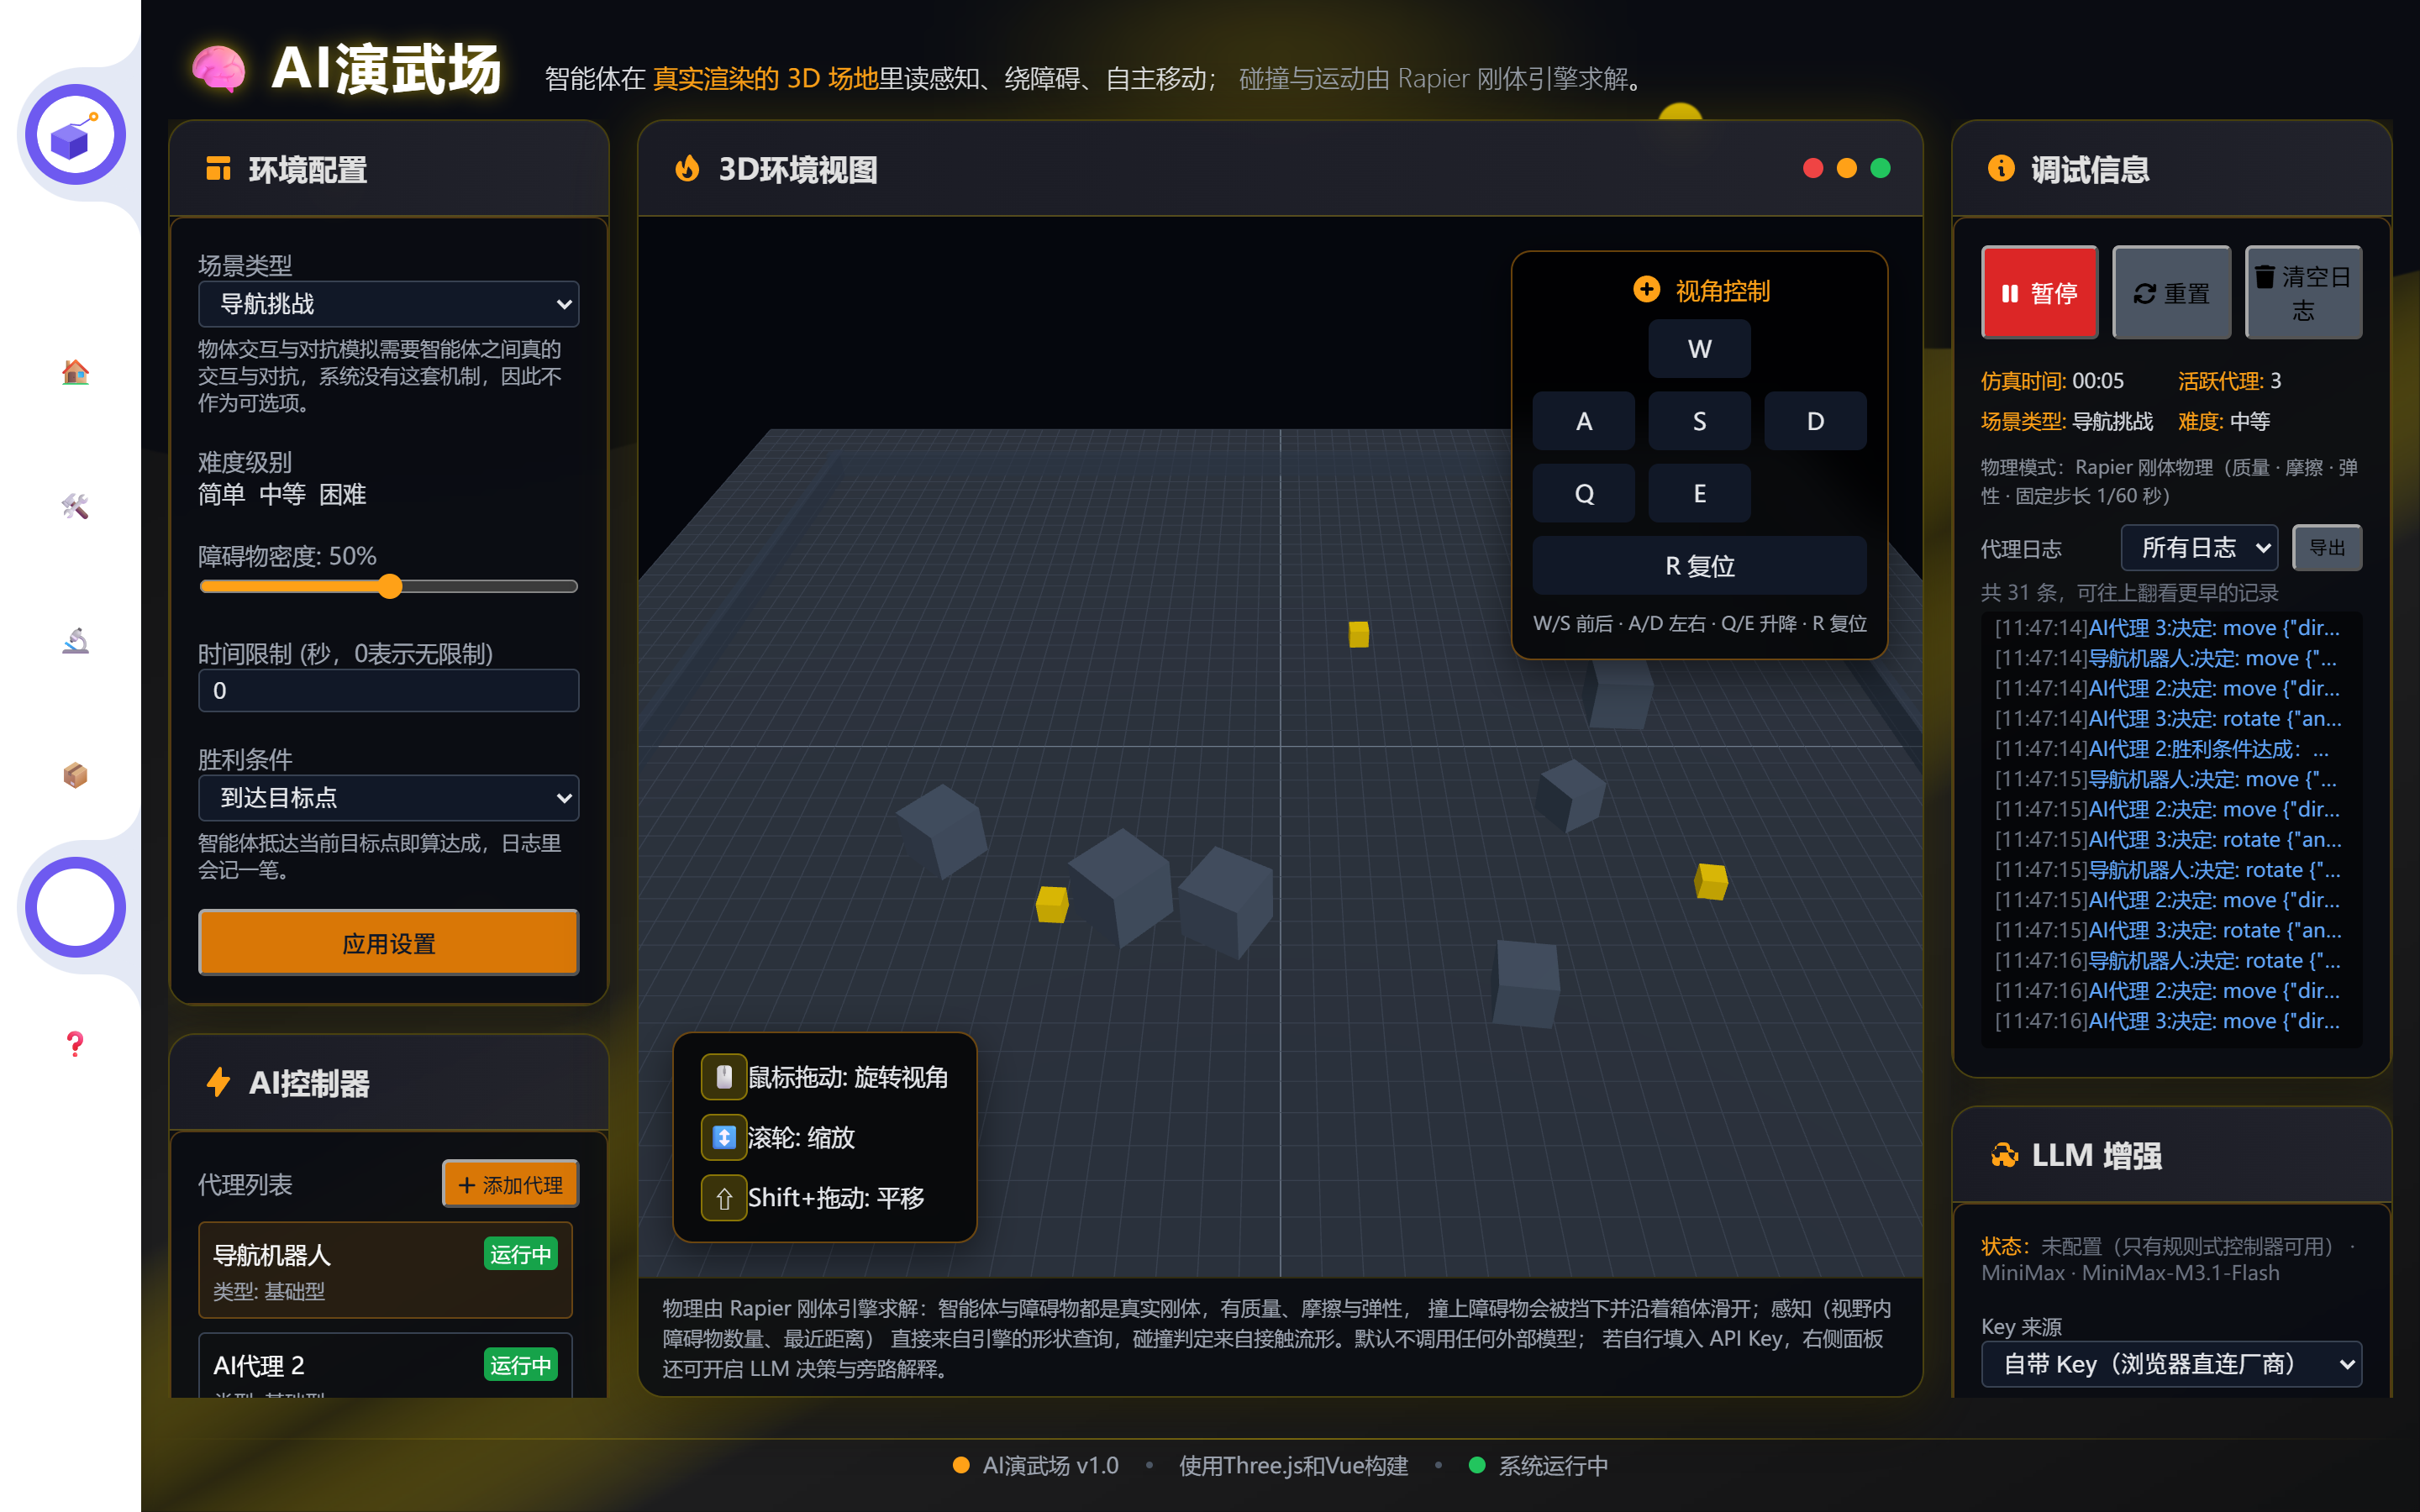 AI演武场
智能体在 真实渲染的 3D 场地里读感知、绕障碍、自主移动； 碰撞与运动由 Rapier 刚体引擎求解。
环境配置
场景类型
导航挑战
物体交互与对抗模拟需要智能体之间真的
交互与对抗，系统没有这套机制，因此不
作为可选项。
难度级别
简单 中等 困难
障碍物密度: 50%
时间限制 (秒，0表示无限制)
0
胜利条件
到达目标点
智能体抵达当前目标点即算达成，日志里
会记一笔。
应用设置
AI控制器
代理列表
添加代理
导航机器人
运行中
类型: 基础型
AI代理 2
运行中
3D环境视图
视角控制
W
A
S
D
Q
E
R 复位
W/S 前后 · A/D 左右 · Q/E 升降 · R 复位
鼠标拖动: 旋转视角
滚轮: 缩放
Shift+拖动: 平移
物理由 Rapier 刚体引擎求解：智能体与障碍物都是真实刚体，有质量、摩擦与弹性， 撞上障碍物会被挡下并沿着箱体滑开；感知（视野内
障碍物数量、最近距离） 直接来自引擎的形状查询，碰撞判定来自接触流形。默认不调用任何外部模型； 若自行填入 API Key，右侧面板
还可开启 LLM 决策与旁路解释。
调试信息
暂停
重置
清空日
志
仿真时间: 00:05
活跃代理: 3
场景类型: 导航挑战
难度: 中等
物理模式：Rapier 刚体物理（质量 · 摩擦 · 弹
性 · 固定步长 1/60 秒）
代理日志
所有日志
导出
共 31 条，可往上翻看更早的记录
[11:47:14]AI代理 3:决定: move {"dir...
[11:47:14]导航机器人:决定: move {"...
[11:47:14]AI代理 2:决定: move {"dir...
[11:47:14]AI代理 3:决定: rotate {"an...
[11:47:14]AI代理 2:胜利条件达成：...
[11:47:15]导航机器人:决定: move {"...
[11:47:15]AI代理 2:决定: move {"dir...
[11:47:15]AI代理 3:决定: rotate {"an...
[11:47:15]导航机器人:决定: rotate {"...
[11:47:15]AI代理 2:决定: move {"dir...
[11:47:15]AI代理 3:决定: rotate {"an...
[11:47:16]导航机器人:决定: rotate {"...
[11:47:16]AI代理 2:决定: move {"dir...
[11:47:16]AI代理 3:决定: move {"dir...
LLM 增强
状态：未配置（只有规则式控制器可用） ·
MiniMax · MiniMax-M3.1-Flash
Key 来源
自带 Key（浏览器直连厂商）
AI演武场 v1.0 • 使用Three.js和Vue构建 • 系统运行中